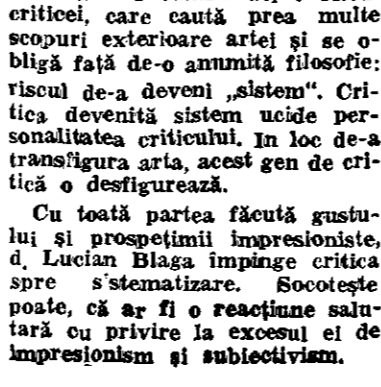 criticei, care caută prea multe
scopuri exterioare artei și se o-
bligă față de-o anumită filosofie:
riscul de-a deveni „sistem“. Cri-
tica devenită sistem ucide per-
sonalitatea criticului. In loc de-a
transfigura arta, acest gen de cri-
tică o desfigurează.
Cu toată partea făcută gustu-
lui și prospețimii impresioniste,
d. Lucian Blaga împinge critica
spre sistematizare. Socotește
poate, că ar fi o reacțiune salu-
tară cu privire la excesul ei de
impresionism și subiectivism.